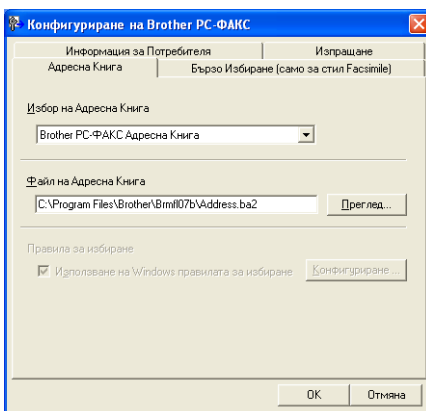 Конфигуриране на Brother PC-ФАКС
Информация за Потребителя Изпращане
Адресна Книга Бързо Избиране (само за стил Facsimile)
Избор на Адресна Книга
Brother PC-ФАКС Адресна Книга
Файл на Адресна Книга
C:\Program Files\Brother\Brmfl07b\Address.ba2 Преглед...
Правила за избиране
Използване на Windows правилата за избиране Конфигуриране ...
OK Отмяна